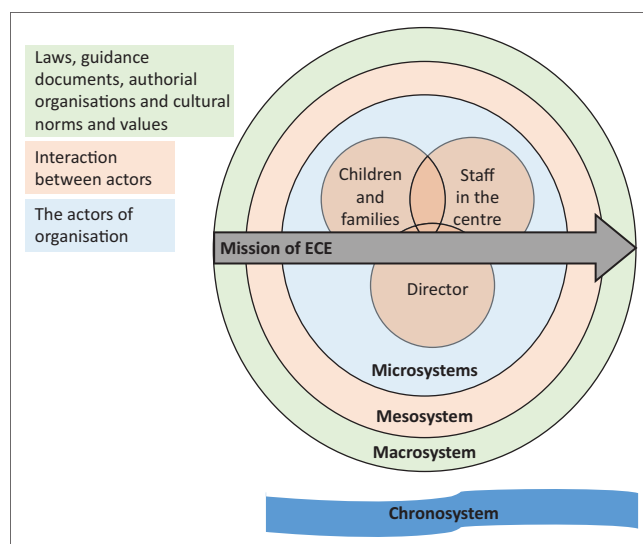 Laws, guidance
documents, authorial
organisations and cultural
norms and values
Interaction
between actors
The actors of
organisation
Children
and
families
Staff
in the
centre
Mission of ECE
Director
Microsystems
Mesosystem
Macrosystem
Chronosystem